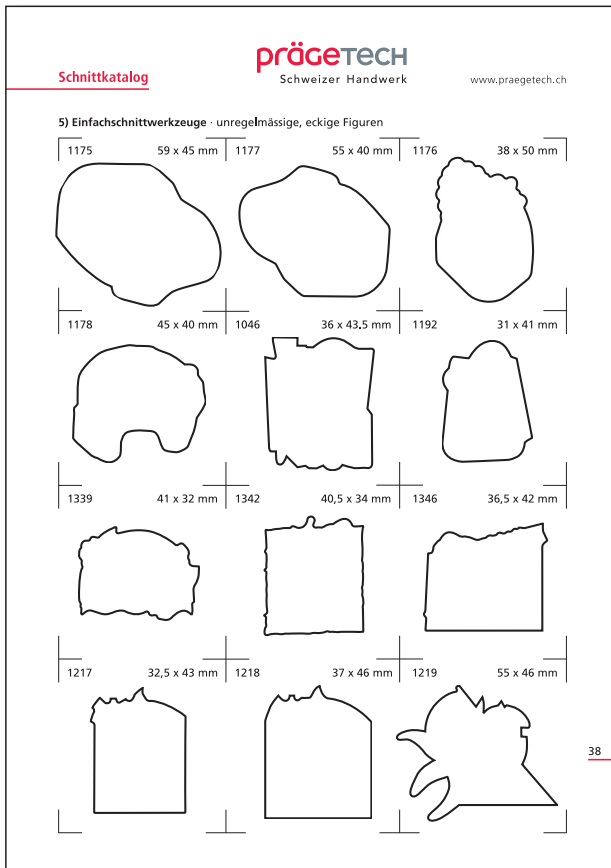 prägetech
Schnittkatalog
Schweizer Handwerk
www.praegetech.ch
5) Einfachschnittwerkzeuge · unregelmässige, eckige Figuren
1175 59 x 45 mm 1177 55 x 40 mm 1176 38 x 50 mm
1178 45 x 40 mm 1046 36 x 43.5 mm 1192 31 x 41 mm
1339 41 x 32 mm 1342 40,5 x 34 mm 1346 36,5 x 42 mm
1217 32,5 x 43 mm 1218 37 x 46 mm 1219 55 x 46 mm
38